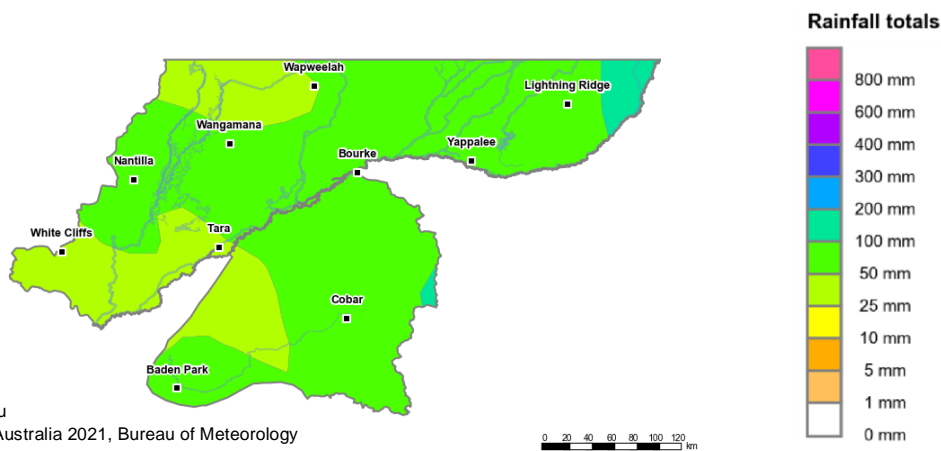 Rainfall totals
Wapweelah
Lightning Ridge
Wangamana
Yappalee
Bourke
Nantilla
White Cliffs
Tara
Cobar
Baden Park
800 mm
600 mm
400 mm
300 mm
200 mm
100 mm
50 mm
25 mm
10 mm
5 mm
1 mm
0 mm
u
Australia 2021, Bureau of Meteorology
0 20 40 60 80 100 120
km